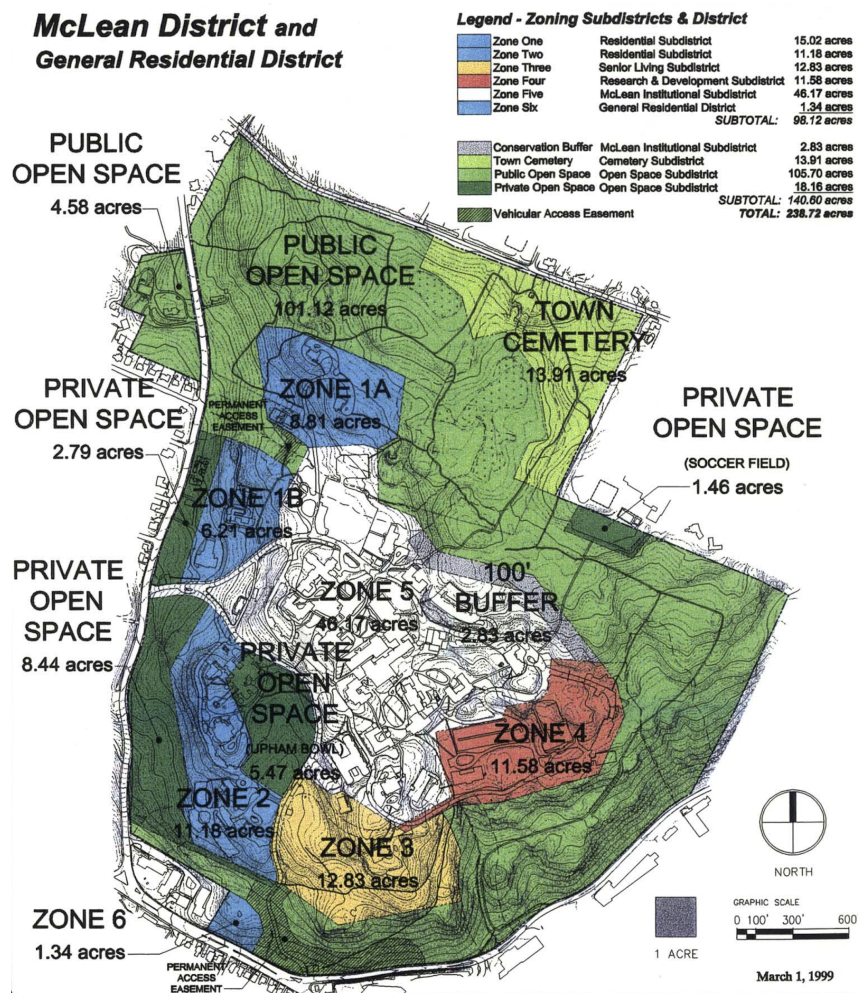 McLean District and
General Residential District
Legend - Zoning Subdistricts & District
Zone One Residential Subdistrict 15.02 acres
Zone Two Residential Subdistrict 11.18 acres
Zone Three Senior Living Subdistrict 12.83 acres
Zone Four Research & Development Subdistrict 11.58 acres
Zone Five McLean Institutional Subdistrict 46.17 acres
Zone Six General Residential District 1.34 acres
SUBTOTAL: 98.12 acres
Conservation Buffer McLean Institutional Subdistrict 2.83 acres
Town Cemetery Cemetery Subdistrict 13.91 acres
Public Open Space Open Space Subdistrict 105.70 acres
Private Open Space Open Space Subdistrict 18.16 acres
SUBTOTAL: 140.60 acres
Vehicular Access Easement TOTAL: 238.72 acres
PUBLIC
OPEN SPACE
4.58 acres
PUBLIC
OPEN SPACE
101.12 acres
TOWN
CEMETERY
13.91 acres
ZONE 1A
8.81 acres
PRIVATE
OPEN SPACE
2.79 acres
PERMANENT
ACCESS
EASEMENT
PRIVATE
OPEN SPACE
(SOCCER FIELD)
1.46 acres
ZONE 1B
6.21 acres
PRIVATE
OPEN
SPACE
8.44 acres
ZONE 5
46.17 acres
100'
BUFFER
2.83 acres
PRIVATE
OPEN
SPACE
(UPHAM BOWL)
5.47 acres
ZONE 4
11.58 acres
ZONE 2
11.18 acres
ZONE 3
12.83 acres
ZONE 6
1.34 acres
PERMANENT
ACCESS
EASEMENT
NORTH
1 ACRE
GRAPHIC SCALE
0 100' 300' 600
March 1, 1999